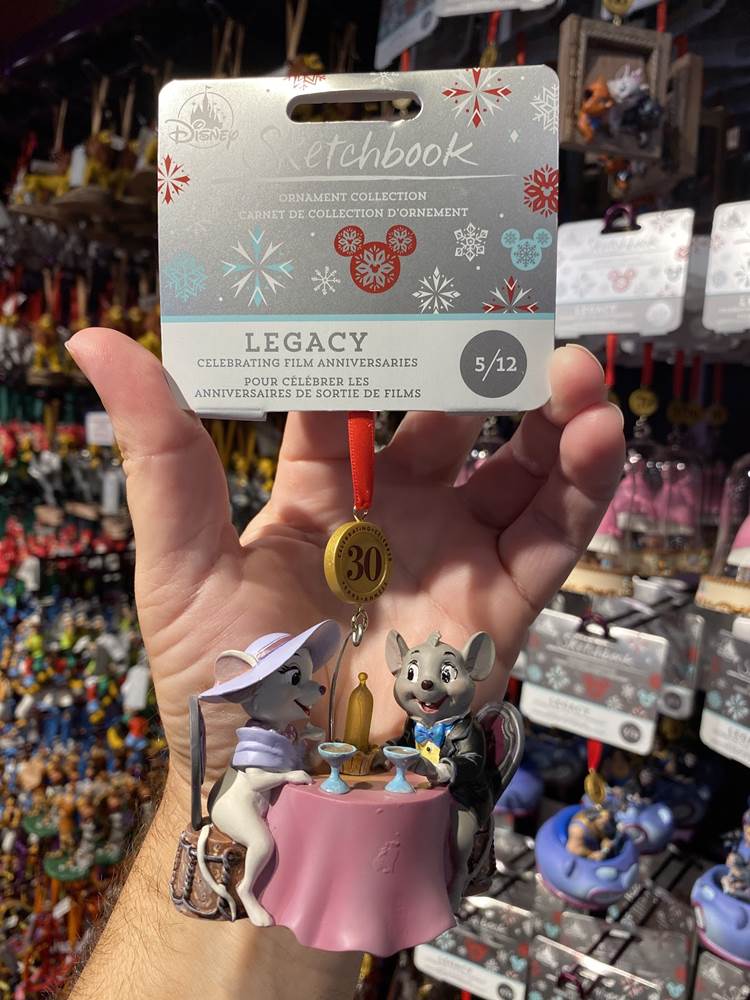 Disney
Sketchbook
ORNAMENT COLLECTION
CARNET DE COLLECTION D'ORNEMENT
LEGACY
CELEBRATING FILM ANNIVERSARIES
POUR CÉLÉBRER LES
ANNIVERSAIRES DE SORTIE DE FILMS
5/12
30